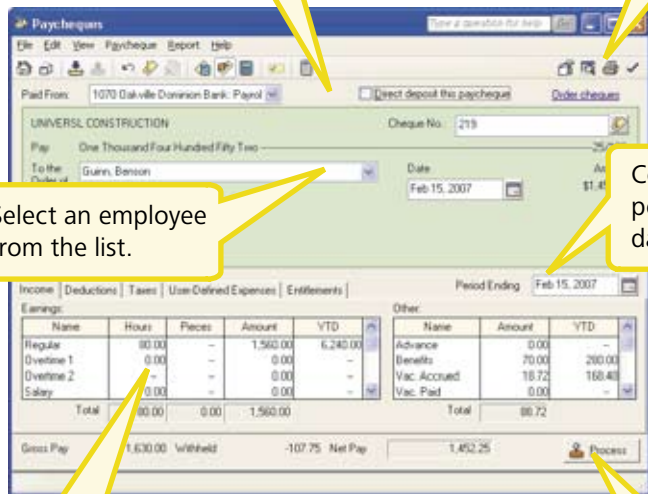 Paycheques
Type a question for help
File Edit View Paycheque Report Help
Paid From: 1070 Oakville Dominion Bank: Payrol
Direct deposit this paycheque
Order cheques
UNIVERSL CONSTRUCTION
Cheque No. 219
Pay One Thousand Four Hundred Fifty Two
To the Order of
Guinn, Benson
Date
Feb 15, 2007
Select an employee
from the list.
Income Deductions Taxes User-Defined Expenses Entitlements
Period Ending Feb 15, 2007
Earnings: Other:
Name Hours Pieces Amount YTD Name Amount YTD
Regular 80.00 - 1,560.00 6,240.00 Advance 0.00 -
Overtime 1 0.00 - 0.00 - Benefits 70.00 280.00
Overtime 2 - - 0.00 - Vac. Accrued 18.72 168.48
Salary 0.00 - 0.00 - Vac. Paid 0.00 -
Total 80.00 0.00 1,560.00 Total 88.72
Gross Pay 1,630.00 Withheld -107.75 Net Pay 1,452.25 Process